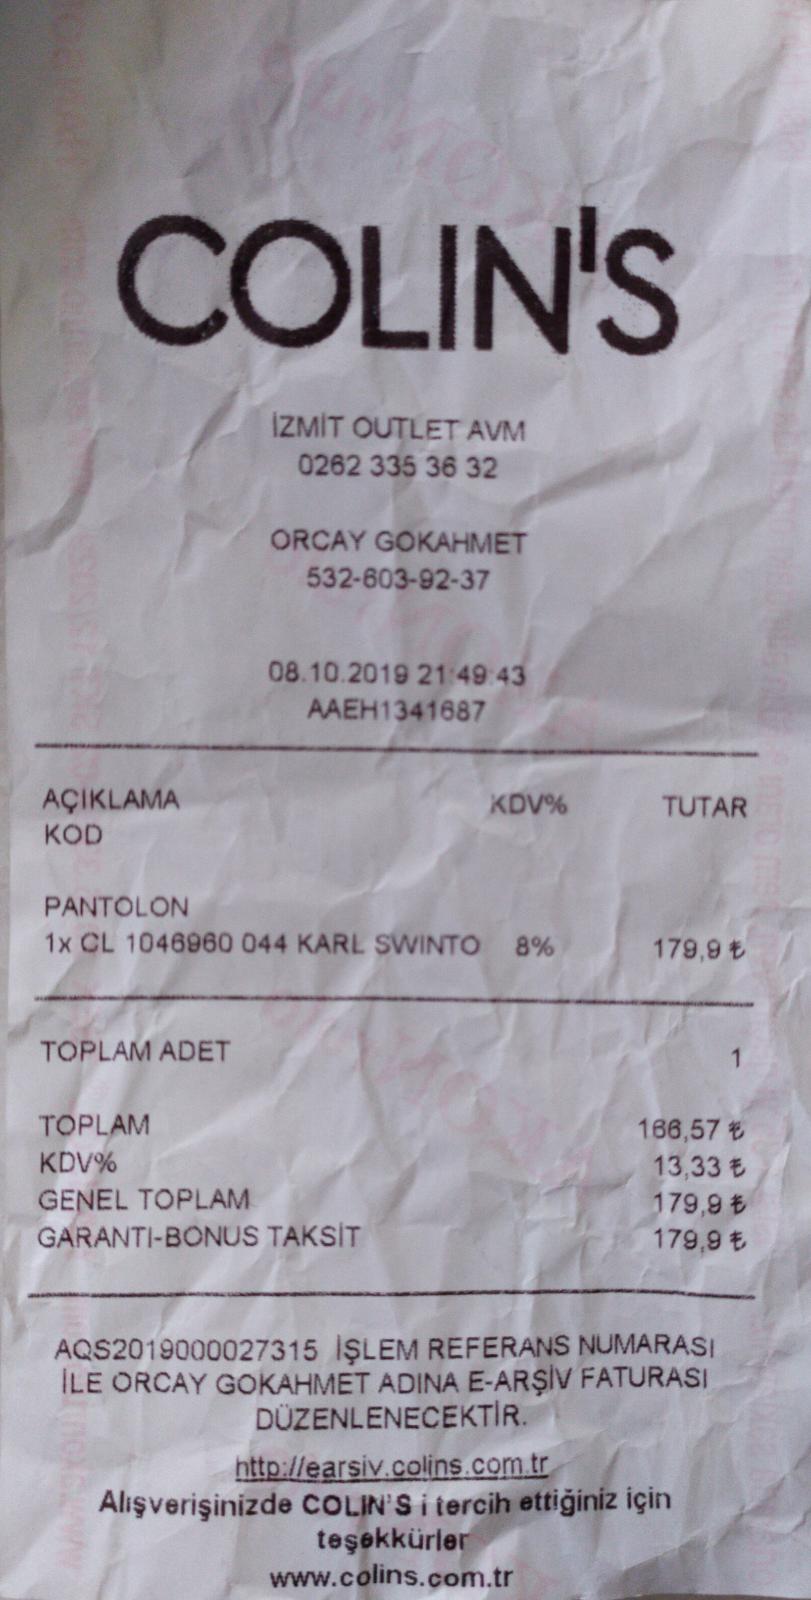 COLIN'S
İZMİT OUTLET AVM
0262 335 36 32
ORCAY GOKAHMET
532-603-92-37
08.10.2019 21:49:43
AAEH1341687
AÇIKLAMA KDV% TUTAR
KOD
PANTOLON
1x CL 1046960 044 KARL SWINTO 8% 179,9 ₺
TOPLAM ADET 1
TOPLAM 166,57 ₺
KDV% 13,33 ₺
GENEL TOPLAM 179,9 ₺
GARANTI-BONUS TAKSİT 179,9 ₺
AQS2019000027315 İŞLEM REFERANS NUMARASI
İLE ORCAY GOKAHMET ADINA E-ARŞİV FATURASI
DÜZENLENECEKTİR.
http://earsiv.colins.com.tr
Alışverişinizde COLIN'S i tercih ettiğiniz için
teşekkürler
www.colins.com.tr